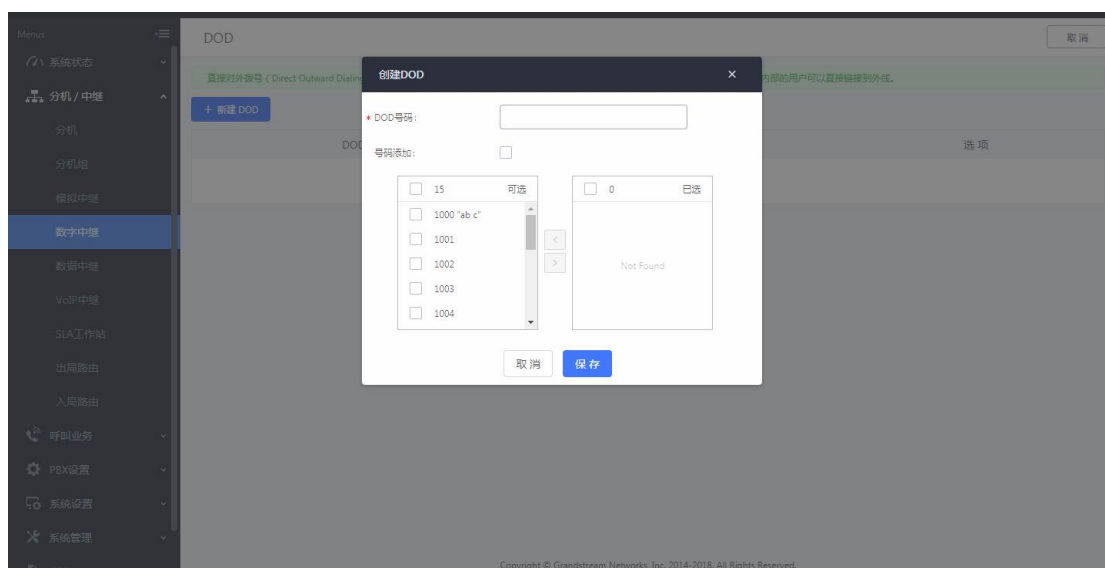 Menus
系统状态
分机 / 中继
分机
分机组
模拟中继
数字中继
数据中继
VoIP中继
SLA工作站
出局路由
入局路由
呼叫业务
PBX设置
系统设置
系统管理
DOD
取消
直接对外拨号 ( Direct Outward Dialing
内部的用户可以直接链接到外线。
+ 新建 DOD
DOD
选项
创建DOD
×
* DOD号码:
号码添加:
15 可选
1000 "ab c"
1001
1002
1003
1004
<
>
0 已选
Not Found
取消
保存
Copyright © Grandstream Networks, Inc. 2014-2018. All Rights Reserved.